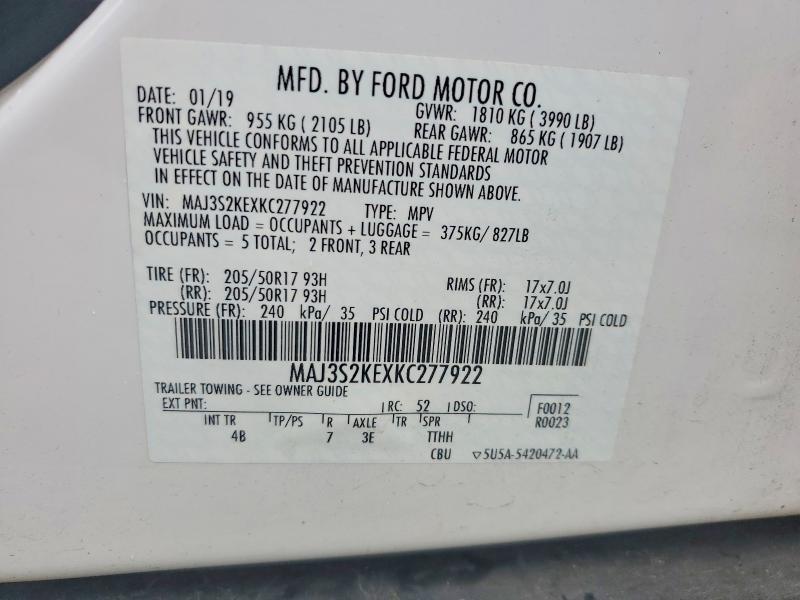 MFD. BY FORD MOTOR CO.
DATE: 01/19 GVWR: 1810 KG ( 3990 LB)
FRONT GAWR: 955 KG ( 2105 LB) REAR GAWR: 865 KG ( 1907 LB)
THIS VEHICLE CONFORMS TO ALL APPLICABLE FEDERAL MOTOR
VEHICLE SAFETY AND THEFT PREVENTION STANDARDS
IN EFFECT ON THE DATE OF MANUFACTURE SHOWN ABOVE.
VIN: MAJ3S2KEXKC277922 TYPE: MPV
MAXIMUM LOAD = OCCUPANTS + LUGGAGE = 375KG/ 827LB
OCCUPANTS = 5 TOTAL; 2 FRONT, 3 REAR
TIRE (FR): 205/50R17 93H RIMS (FR): 17x7.0J
(RR): 205/50R17 93H (RR): 17x7.0J
PRESSURE (FR): 240 kPa/ 35 PSI COLD (RR): 240 kPa/ 35 PSI COLD
MAJ3S2KEXKC277922
TRAILER TOWING - SEE OWNER GUIDE
EXT PNT: RC: 52 DSO: F0012
R0023
INT TR TP/PS R AXLE TR SPR
4B 7 3E TTHH
CBU ▽5U5A-5420472-AA